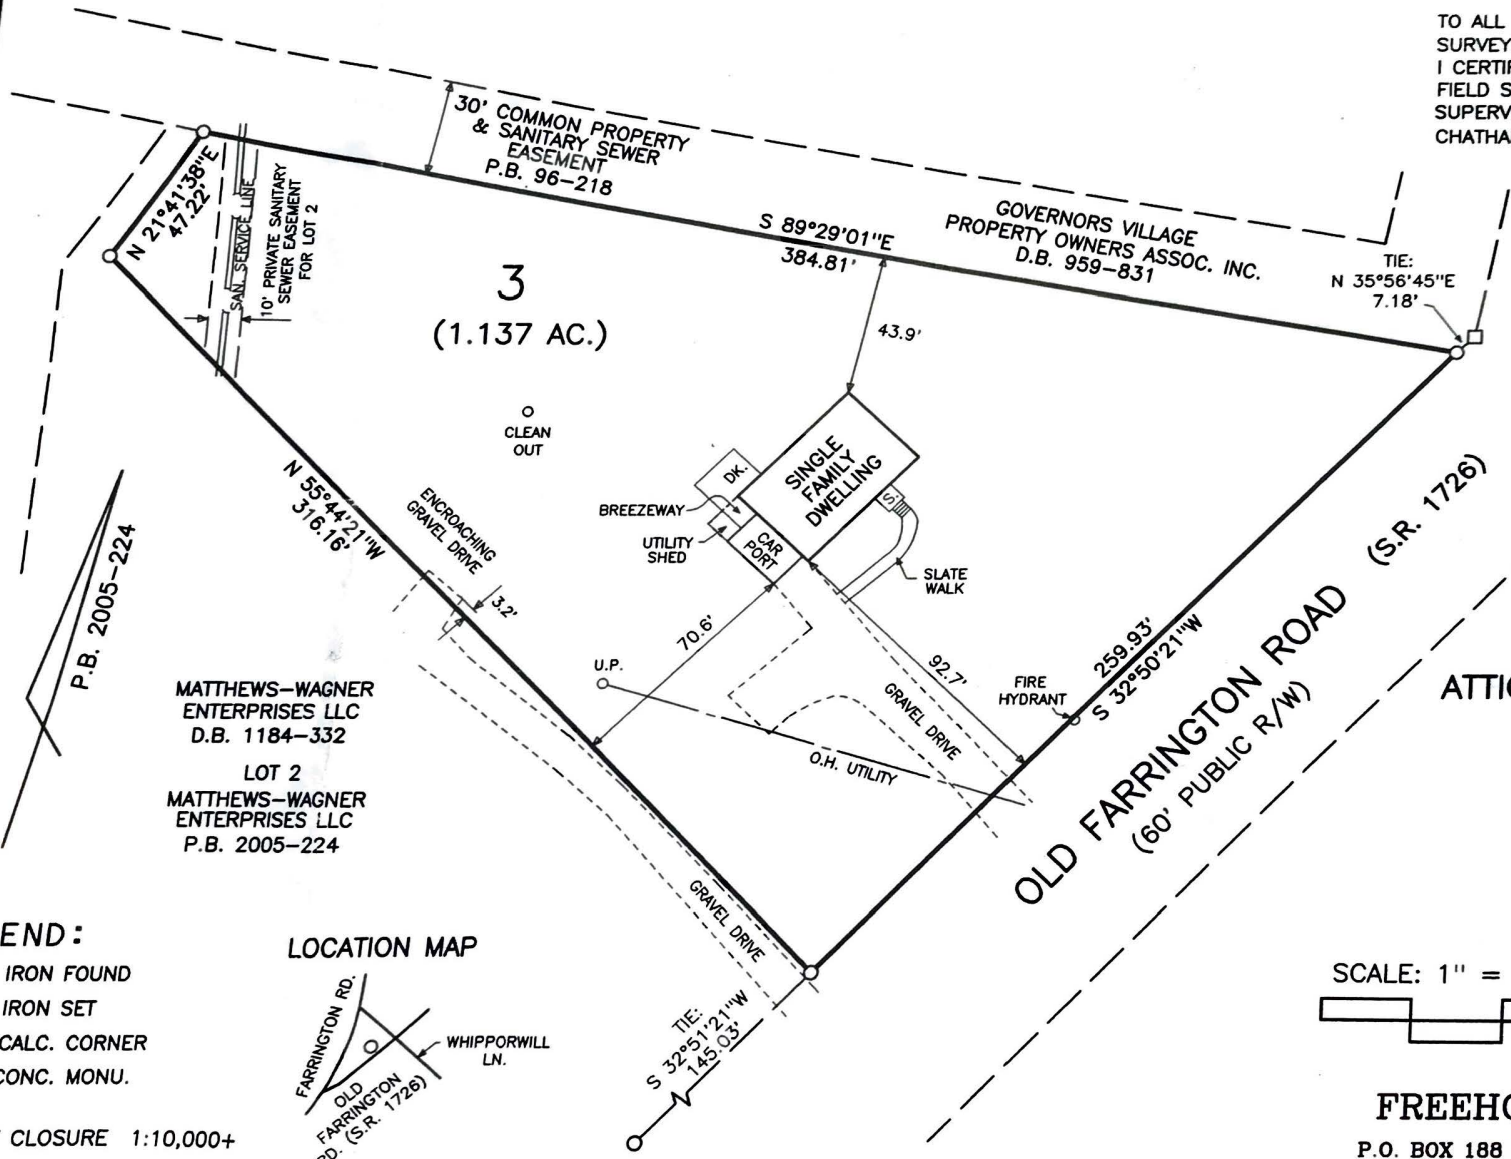 TO ALL
SURVEY
I CERTIF
FIELD S
SUPERV
CHATHA
30' COMMON PROPERTY
& SANITARY SEWER
EASEMENT
P.B. 96-218
S 89°29'01"E
384.81'
GOVERNORS VILLAGE
PROPERTY OWNERS ASSOC. INC.
D.B. 959-831
TIE:
N 35°56'45"E
7.18'
N 21°41'38"E
47.22'
SAN. SERVICE LINE
10' PRIVATE SANITARY
SEWER EASEMENT
FOR LOT 2
3
(1.137 AC.)
43.9'
CLEAN
OUT
DK.
SINGLE
FAMILY
DWELLING
S.
BREEZEWAY
UTILITY
SHED
CAR
PORT
SLATE
WALK
N 55°44'21"W
316.16'
ENCROACHING
GRAVEL DRIVE
3.2'
70.6'
92.7'
U.P.
O.H. UTILITY
GRAVEL DRIVE
FIRE
HYDRANT
259.93'
S 32°50'21"W
OLD FARRINGTON ROAD (S.R. 1726)
(60' PUBLIC R/W)
P.B. 2005-224
MATTHEWS-WAGNER
ENTERPRISES LLC
D.B. 1184-332
LOT 2
MATTHEWS-WAGNER
ENTERPRISES LLC
P.B. 2005-224
GRAVEL DRIVE
ATTIC
TIE:
S 32°51'21"W
145.03'
END:
IRON FOUND
IRON SET
CALC. CORNER
CONC. MONU.
CLOSURE 1:10,000+
LOCATION MAP
FARRINGTON RD.
WHIPPORWILL
LN.
OLD
FARRINGTON
RD. (S.R. 1726)
SCALE: 1" =
FREEHO
P.O. BOX 188